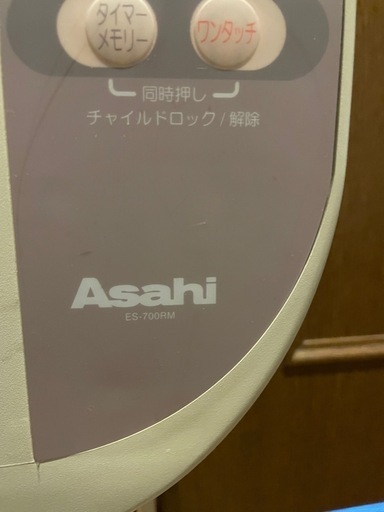 タイマー
メモリー
ワンタッチ
同時押し
チャイルドロック/解除
Asahi
ES-700RM